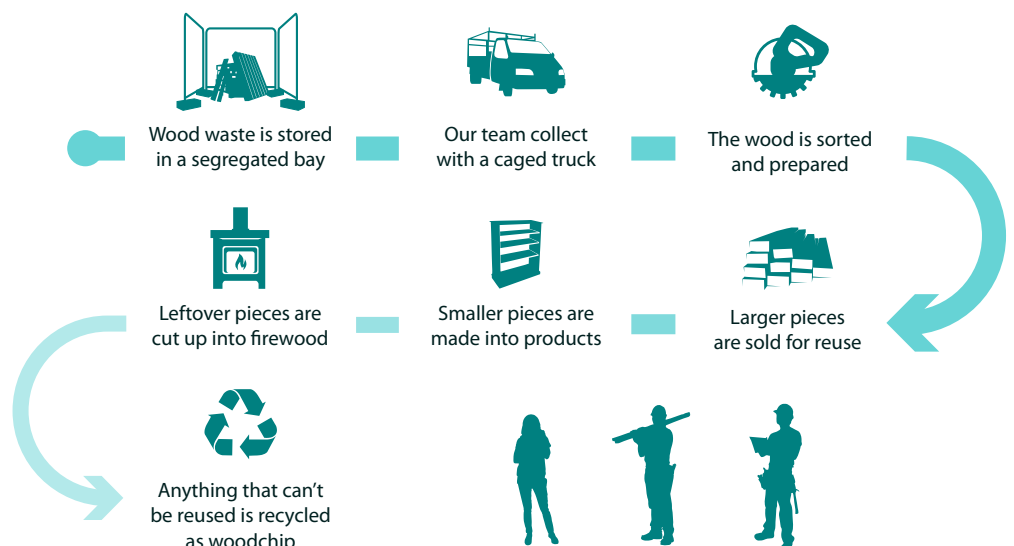 Wood waste is stored
in a segregated bay
Our team collect
with a caged truck
The wood is sorted
and prepared
Larger pieces
are sold for reuse
Smaller pieces are
made into products
Leftover pieces are
cut up into firewood
Anything that can’t
be reused is recycled
as woodchip